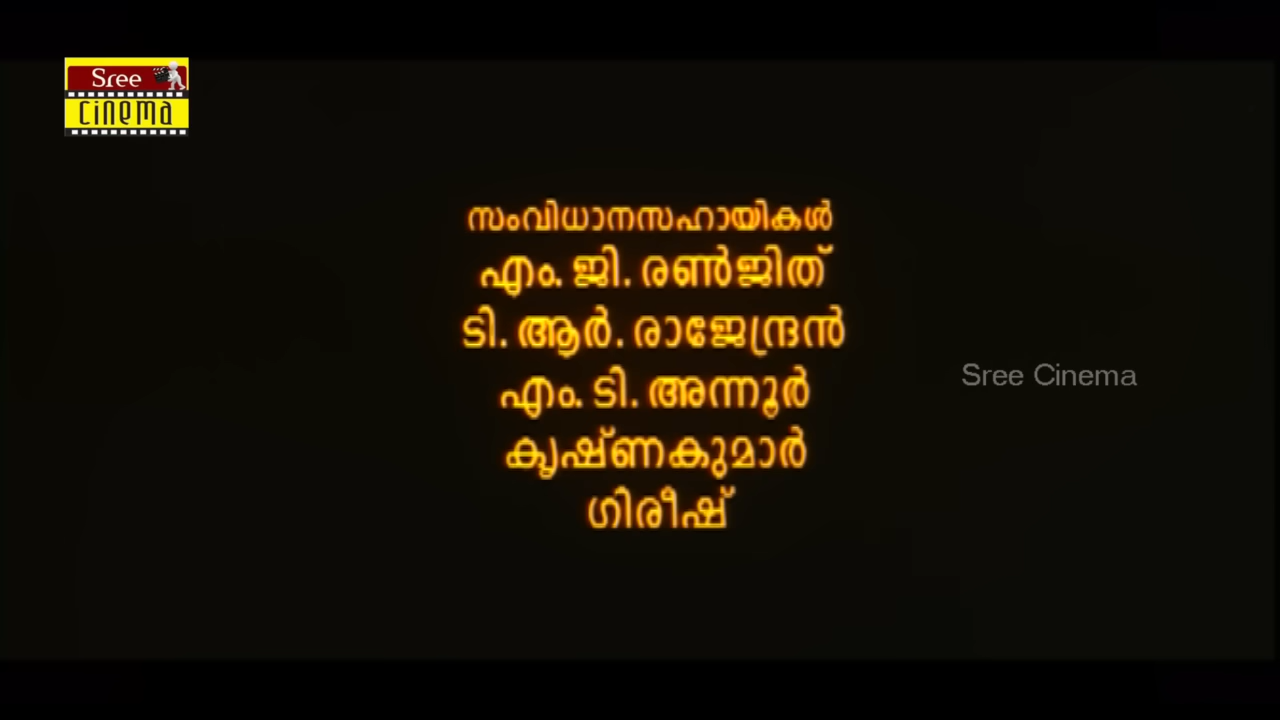 Sree
cinema
സംവിധാനസഹായികൾ
എം. ജി. രൺജിത്
ടി. ആർ. രാജേന്ദ്രൻ
എം. ടി. അന്നൂർ
കൃഷ്ണകുമാർ
ഗിരീഷ്
Sree Cinema